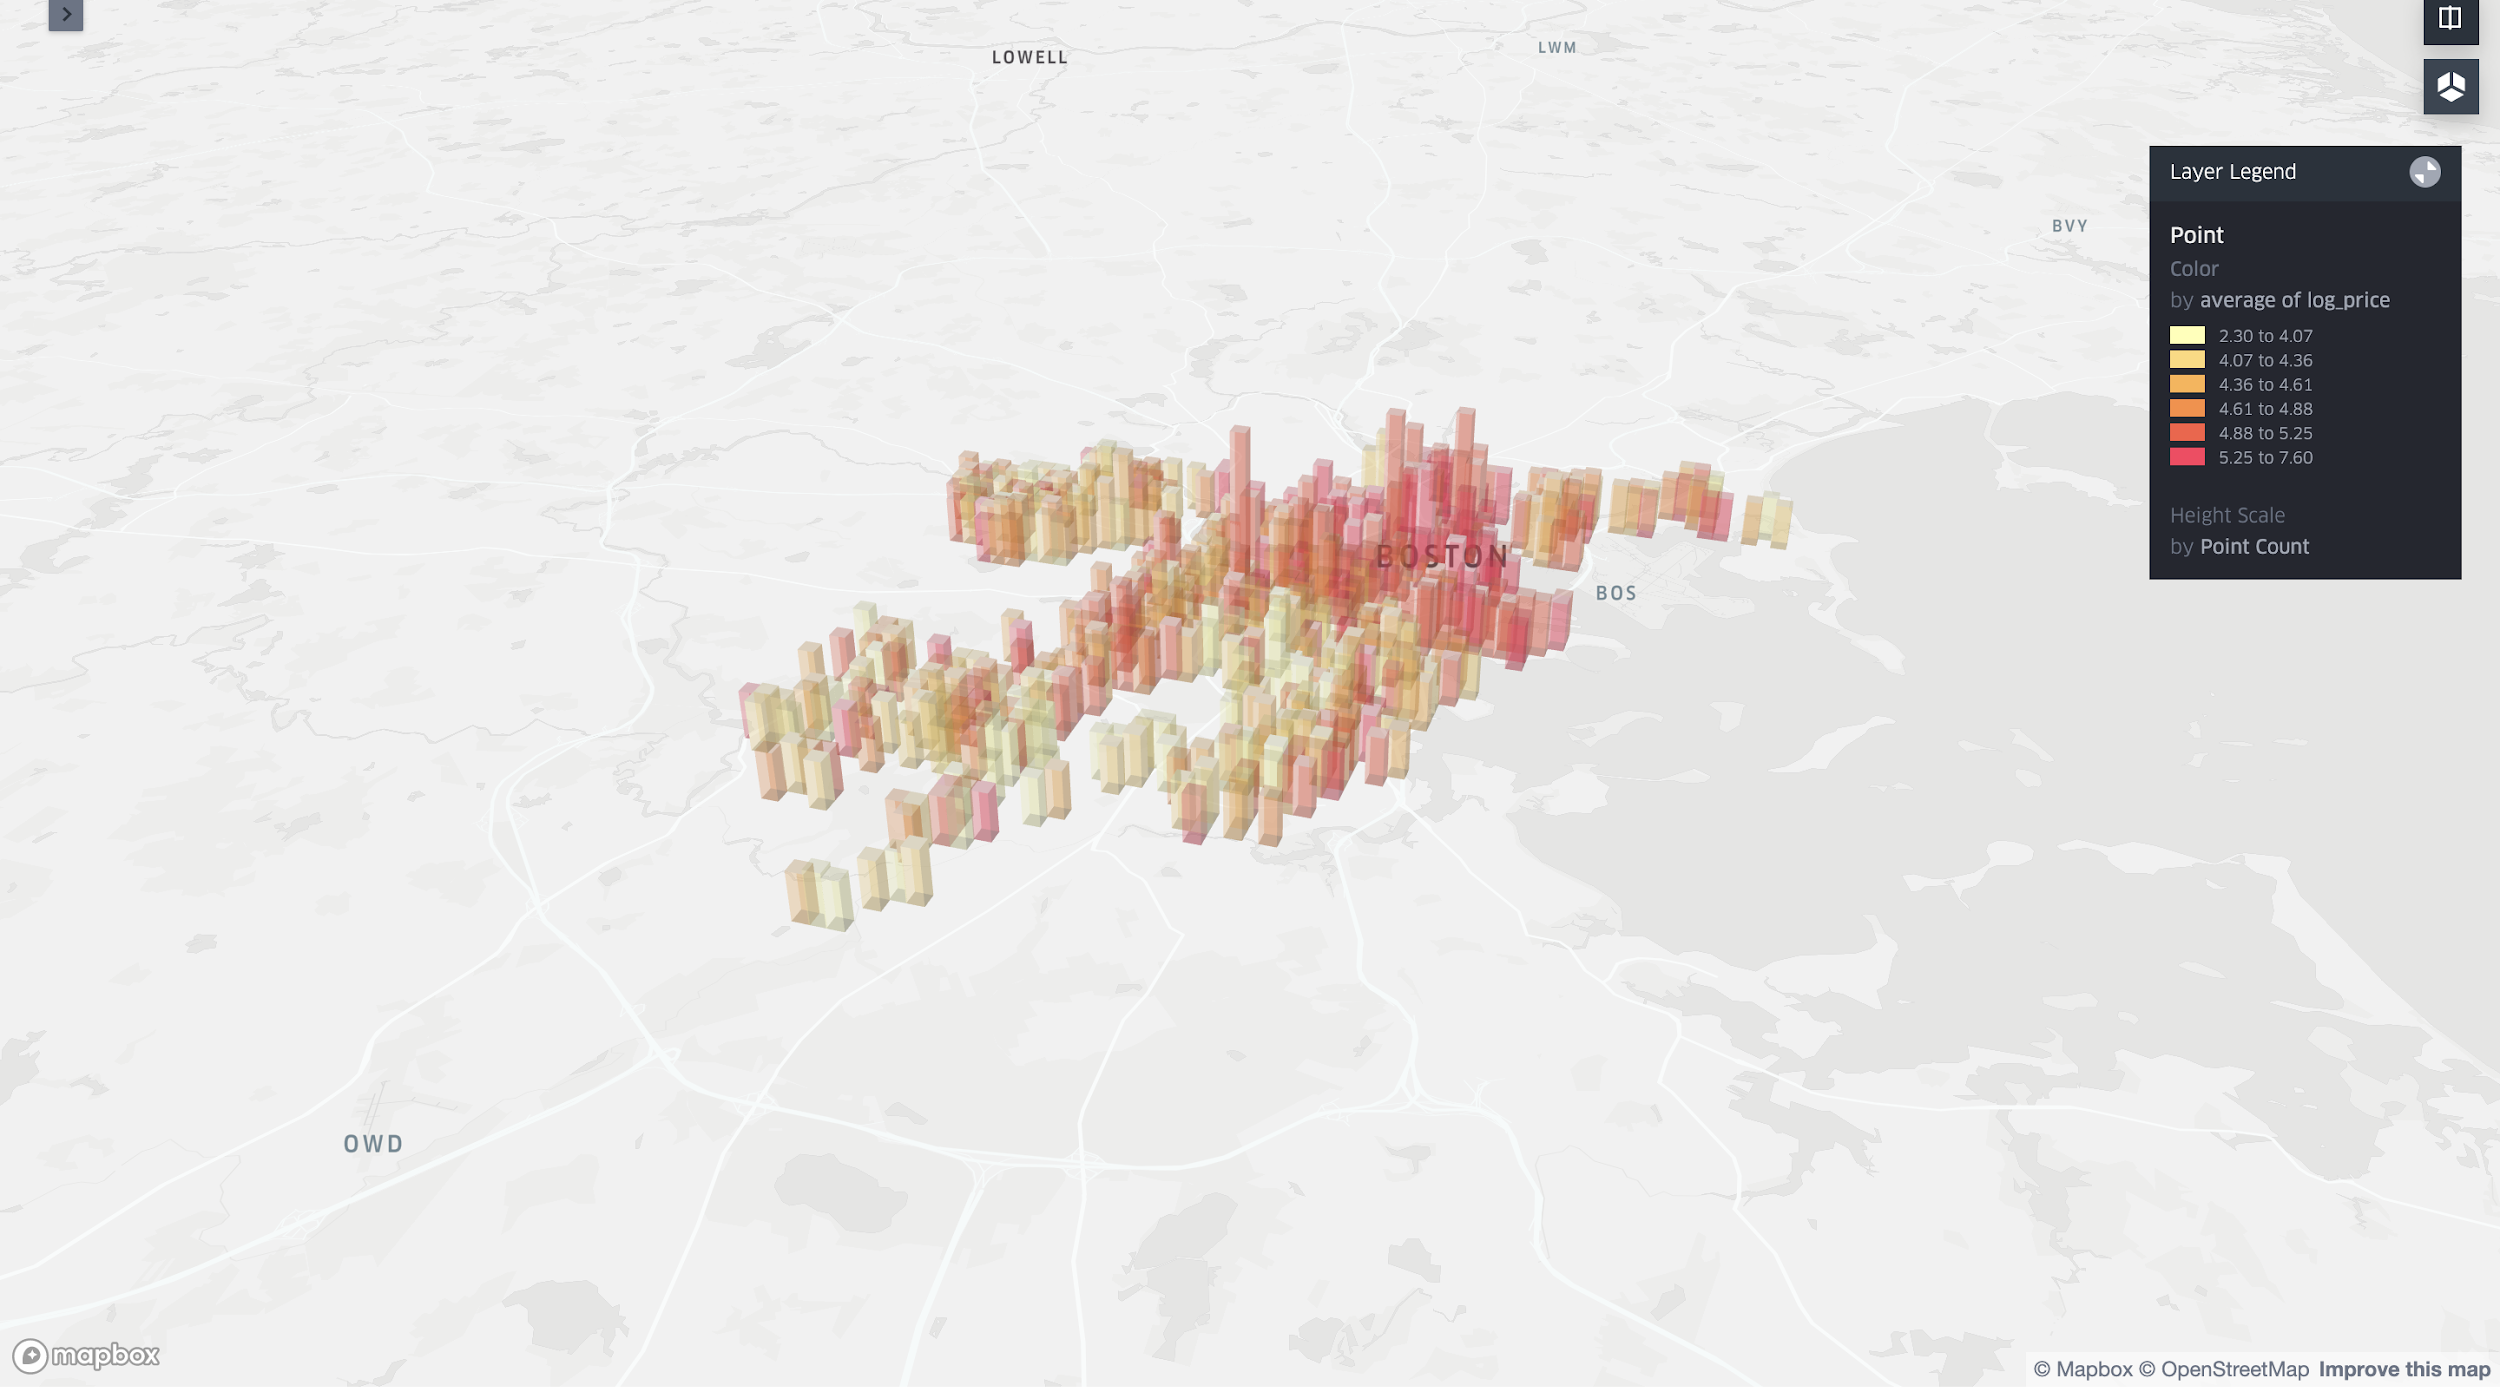 LOWELL
LWM
BVY
Layer Legend
Point
Color
by average of log_price
2.30 to 4.07
4.07 to 4.36
4.36 to 4.61
4.61 to 4.88
4.88 to 5.25
5.25 to 7.60
Height Scale
by Point Count
BOSTON
BOS
OWD
mapbox
© Mapbox © OpenStreetMap Improve this map